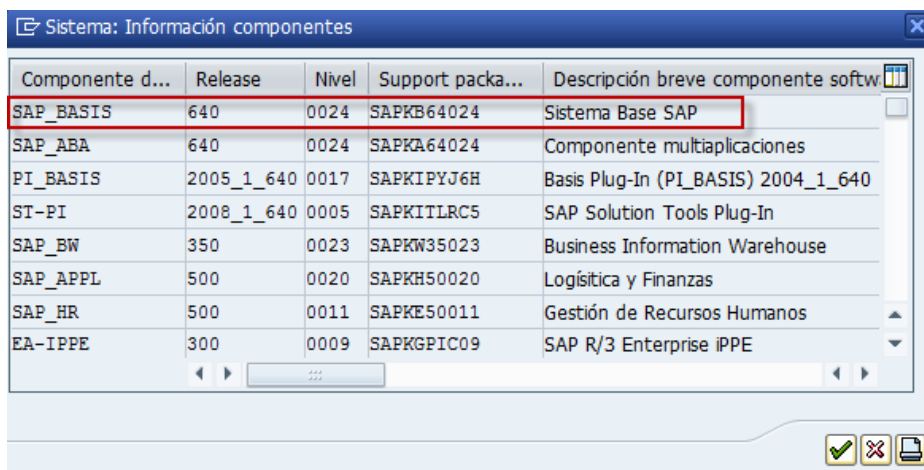 Sistema: Información componentes
Componente d... Release Nivel Support packa... Descripción breve componente softw
SAP_BASIS 640 0024 SAPKB64024 Sistema Base SAP
SAP_ABA 640 0024 SAPKA64024 Componente multiaplicaciones
PI_BASIS 2005_1_640 0017 SAPKIPYJ6H Basis Plug-In (PI_BASIS) 2004_1_640
ST-PI 2008_1_640 0005 SAPKITLRC5 SAP Solution Tools Plug-In
SAP_BW 350 0023 SAPKW35023 Business Information Warehouse
SAP_APPL 500 0020 SAPKH50020 Logísitica y Finanzas
SAP_HR 500 0011 SAPKE50011 Gestión de Recursos Humanos
EA-IPPE 300 0009 SAPKGPIC09 SAP R/3 Enterprise iPPE